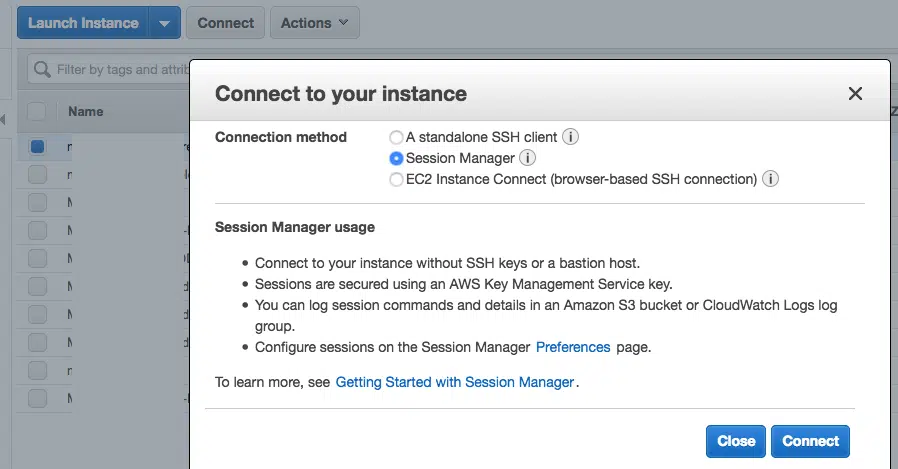 Launch Instance
Connect
Actions
Filter by tags and attrib
Name
Connect to your instance
Connection method
A standalone SSH client
Session Manager
EC2 Instance Connect (browser-based SSH connection)
Session Manager usage
• Connect to your instance without SSH keys or a bastion host.
• Sessions are secured using an AWS Key Management Service key.
• You can log session commands and details in an Amazon S3 bucket or CloudWatch Logs log
group.
• Configure sessions on the Session Manager Preferences page.
To learn more, see Getting Started with Session Manager.
Close
Connect